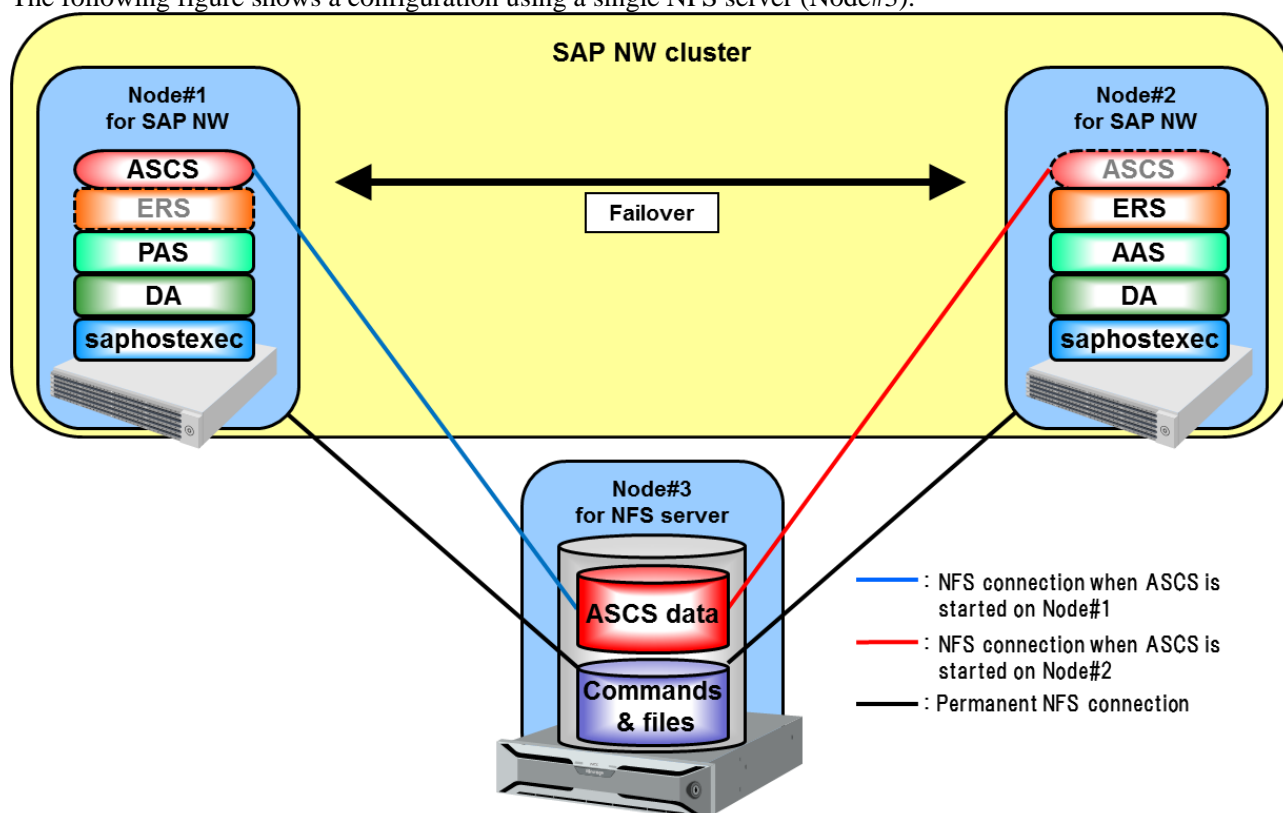 The following figure shows a configuration using a single NFS server (Node#3).
SAP NW cluster
Node#1
for SAP NW
ASCS
ERS
PAS
DA
saphostexec
Failover
Node#2
for SAP NW
ASCS
ERS
AAS
DA
saphostexec
Node#3
for NFS server
ASCS data
Commands
& files
: NFS connection when ASCS is
started on Node#1
: NFS connection when ASCS is
started on Node#2
: Permanent NFS connection